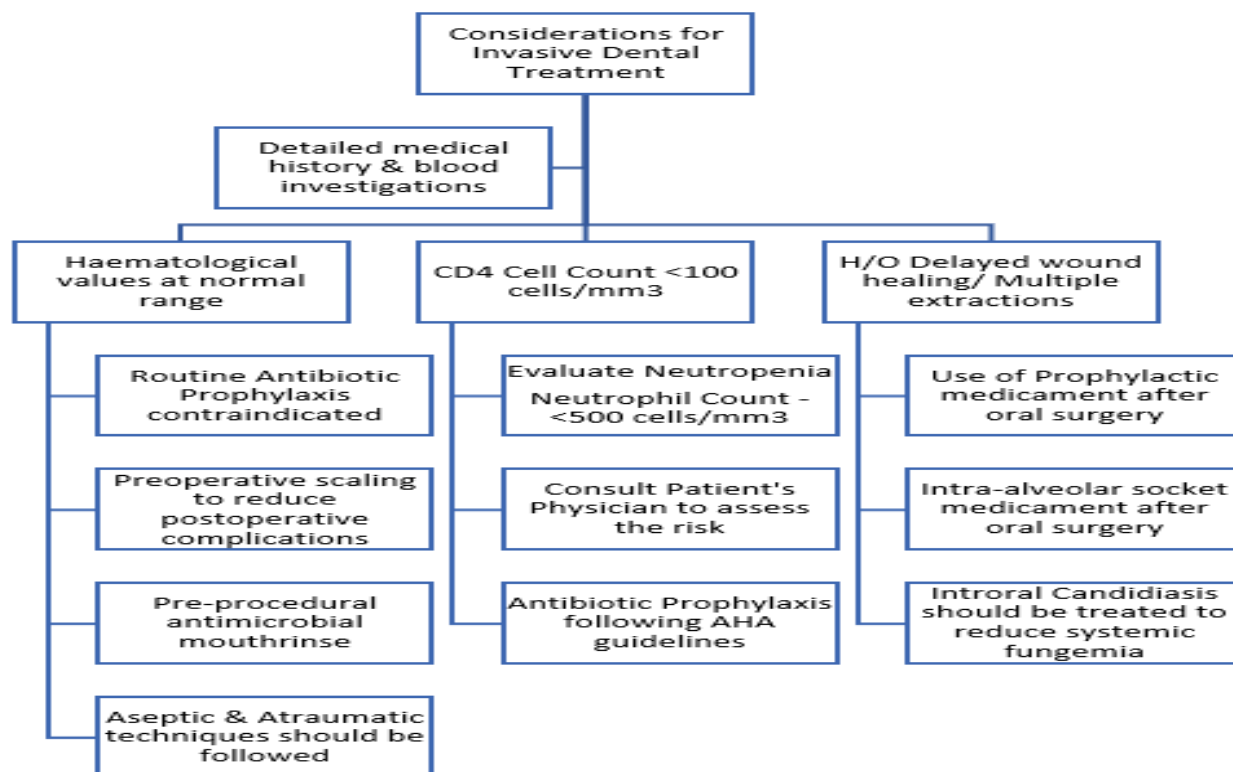 Considerations for
Invasive Dental
Treatment
Detailed medical
history & blood
investigations
Haematological
values at normal
range
Routine Antibiotic
Prophylaxis
contraindicated
Preoperative scaling
to reduce
postoperative
complications
Pre-procedural
antimicrobial
mouthrinse
Aseptic & Atraumatic
techniques should be
followed
CD4 Cell Count <100
cells/mm3
Evaluate Neutropenia
Neutrophil Count -
<500 cells/mm3
Consult Patient's
Physician to assess
the risk
Antibiotic Prophylaxis
following AHA
guidelines
H/O Delayed wound
healing/ Multiple
extractions
Use of Prophylactic
medicament after
oral surgery
Intra-alveolar socket
medicament after
oral surgery
Introral Candidiasis
should be treated to
reduce systemic
fungemia